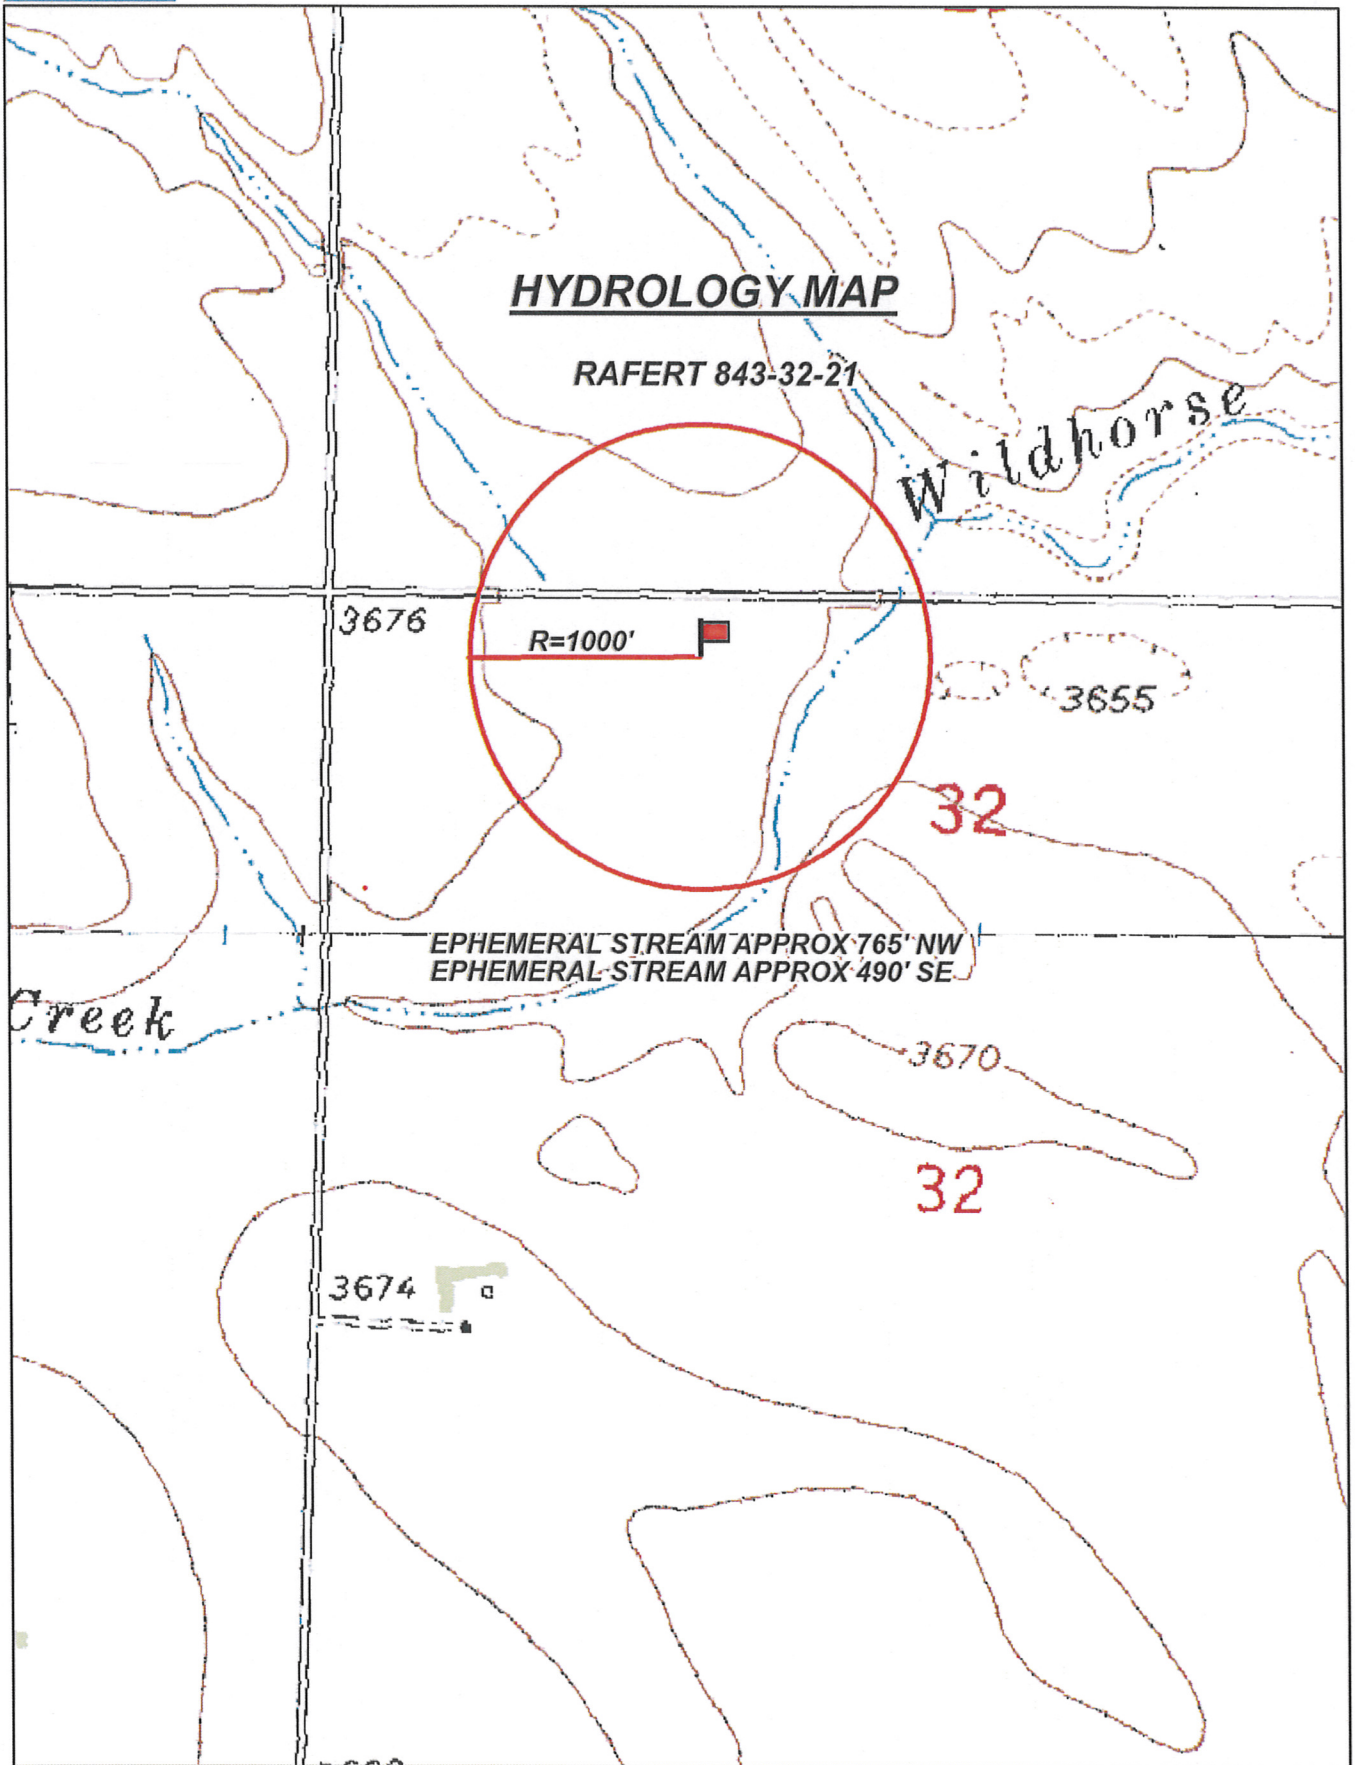 HYDROLOGY MAP
RAFERT 843-32-21
Wildhorse
3676
R=1000'
3655
32
EPHEMERAL STREAM APPROX 765' NW
EPHEMERAL STREAM APPROX 490' SE
Creek
3670
32
3674